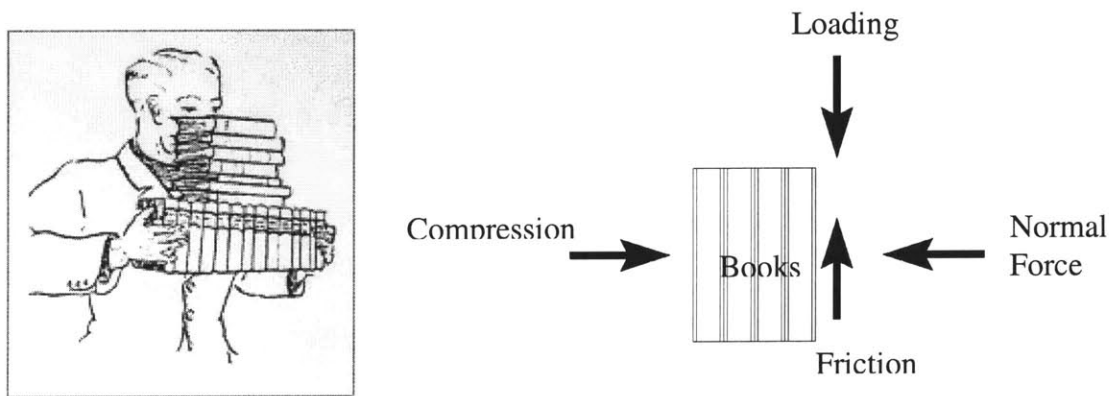 Loading
Compression
Books
Normal
Force
Friction